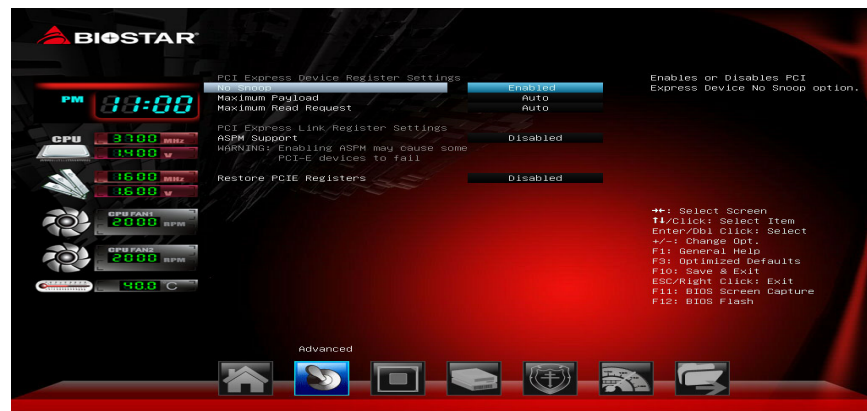 BIOSTAR
PCI Express Device Register Settings
No Snoop Enabled
Maximum Payload Auto
Maximum Read Request Auto
PCI Express Link Register Settings
ASPM Support Disabled
WARNING: Enabling ASPM may cause some
PCI-E devices to fail
Restore PCIE Registers Disabled
Enables or Disables PCI
Express Device No Snoop option.
PM 11:00
CPU 3700 MHz
1.400 V
1600 MHz
1.600 V
CPU FAN1
2000 RPM
CPU FAN2
2000 RPM
40.0 C
→←: Select Screen
↑↓/Click: Select Item
Enter/Dbl Click: Select
+/-: Change Opt.
F1: General Help
F3: Optimized Defaults
F10: Save & Exit
ESC/Right Click: Exit
F11: BIOS Screen Capture
F12: BIOS Flash
Advanced